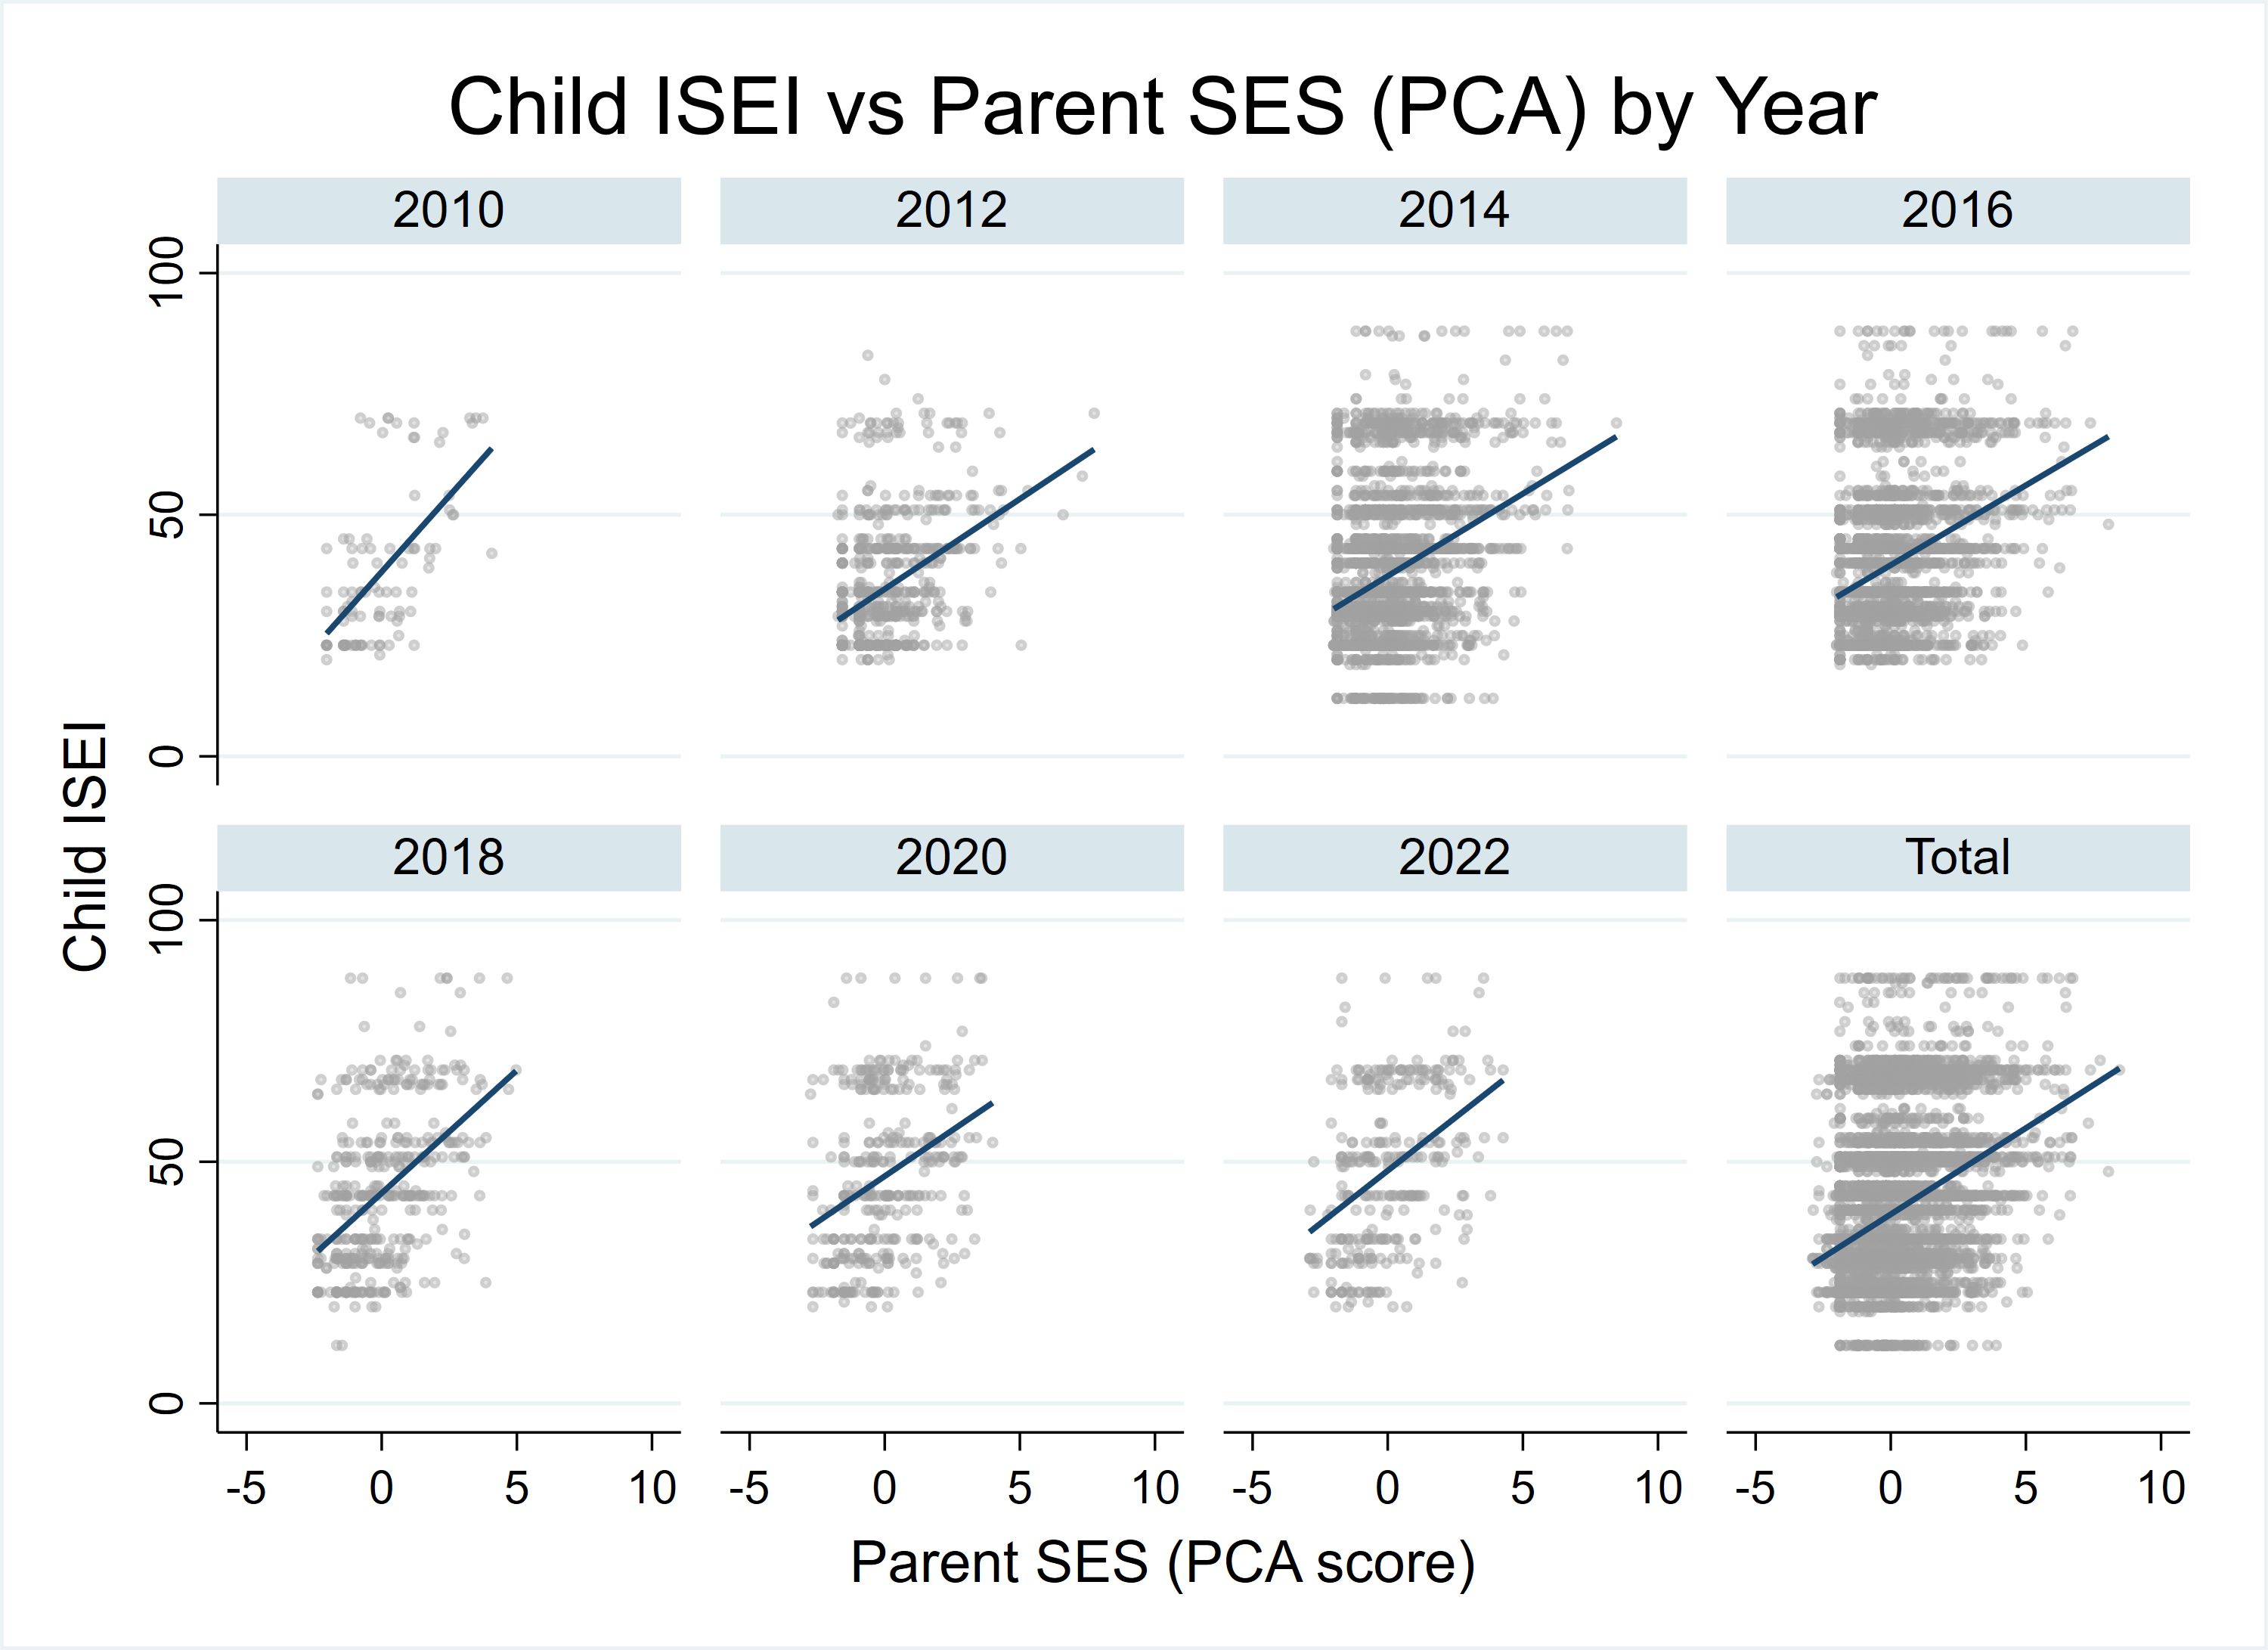 Child ISEI vs Parent SES (PCA) by Year
2010 2012 2014 2016
100
50
0
Child ISEI
2018 2020 2022 Total
100
50
0
-5 0 5 10 -5 0 5 10 -5 0 5 10 -5 0 5 10
Parent SES (PCA score)